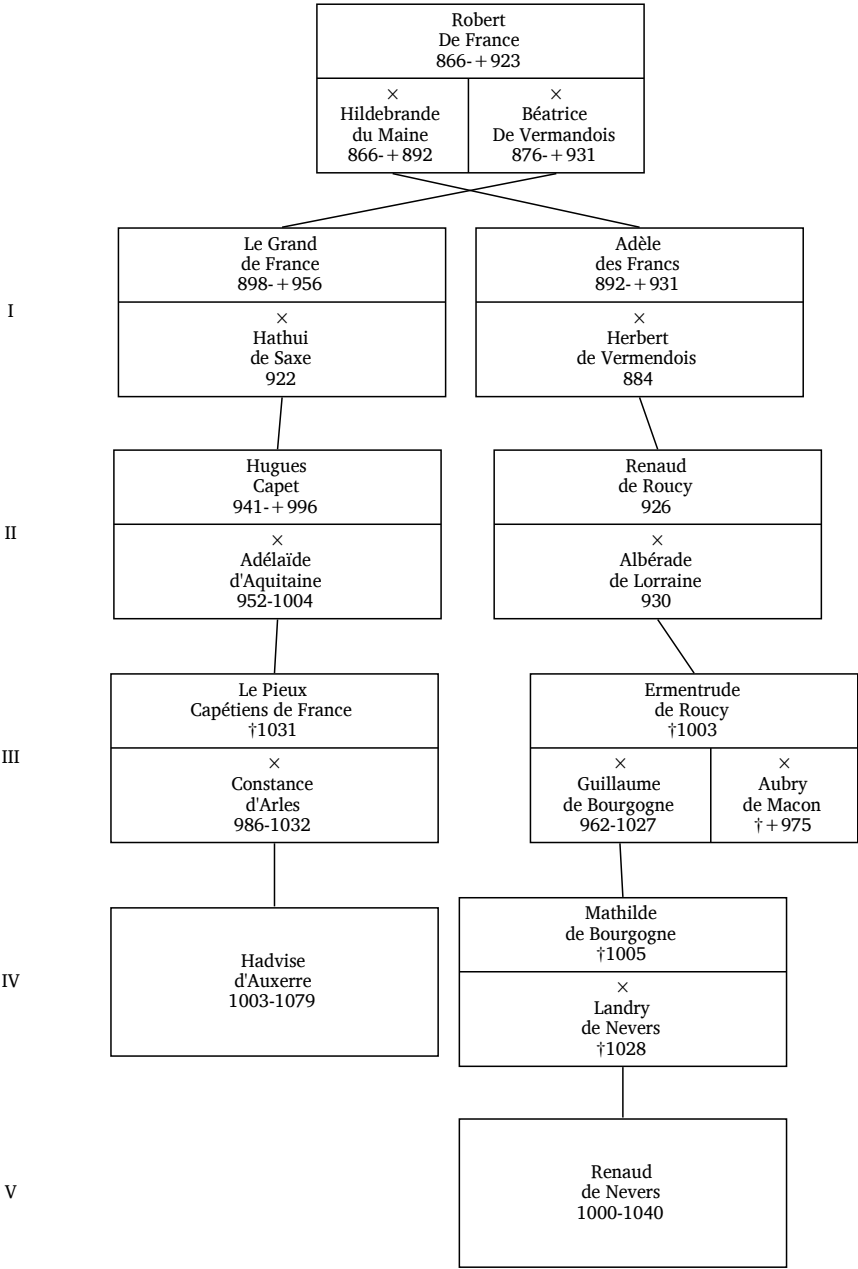 Robert
De France
866-+923
×
Hildebrande
du Maine
866-+892
×
Béatrice
De Vermandois
876-+931
I
Le Grand
de France
898-+956
×
Hathui
de Saxe
922
Adèle
des Francs
892-+931
×
Herbert
de Vermendois
884
II
Hugues
Capet
941-+996
×
Adélaïde
d'Aquitaine
952-1004
Renaud
de Roucy
926
×
Albérade
de Lorraine
930
III
Le Pieux
Capétiens de France
†1031
×
Constance
d'Arles
986-1032
Ermentrude
de Roucy
†1003
×
Guillaume
de Bourgogne
962-1027
×
Aubry
de Macon
†+975
IV
Hadvise
d'Auxerre
1003-1079
Mathilde
de Bourgogne
†1005
×
Landry
de Nevers
†1028
V
Renaud
de Nevers
1000-1040